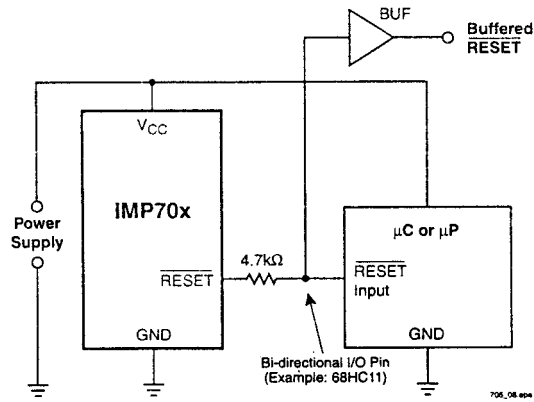 BUF
Buffered
RESET
VCC
IMP70x
Power
Supply
μC or μP
4.7kΩ
RESET
RESET
Input
GND
GND
Bi-directional I/O Pin
(Example: 68HC11)
705_08.eps